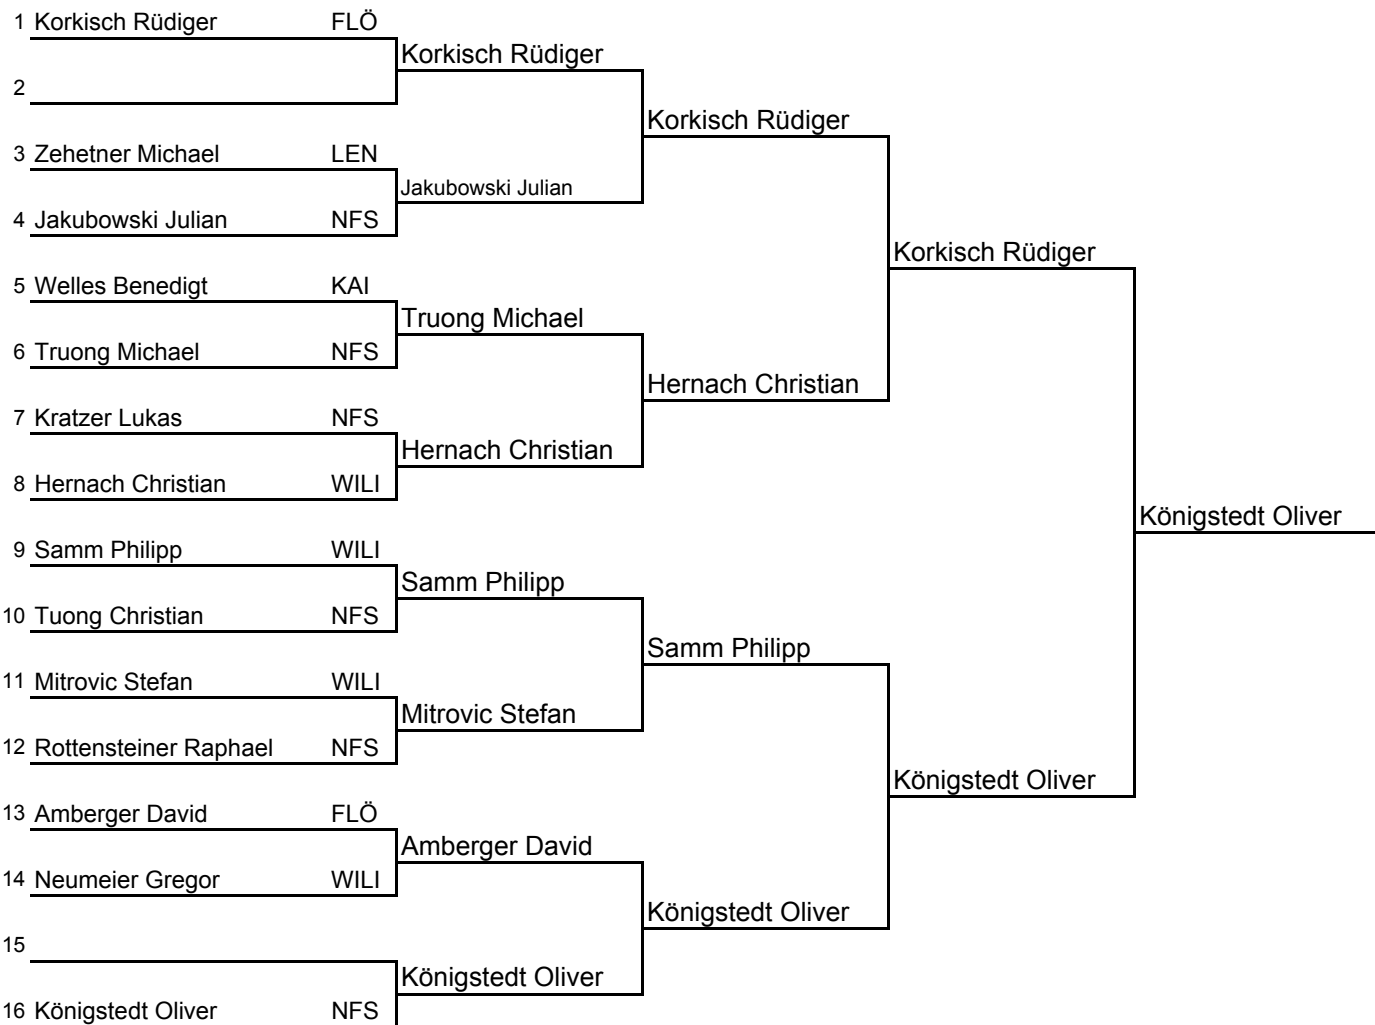 1 Korkisch Rüdiger FLÖ
Korkisch Rüdiger
2
Korkisch Rüdiger
3 Zehetner Michael LEN
Jakubowski Julian
4 Jakubowski Julian NFS
Korkisch Rüdiger
5 Welles Benedigt KAI
Truong Michael
6 Truong Michael NFS
Hernach Christian
7 Kratzer Lukas NFS
Hernach Christian
8 Hernach Christian WILI
Königstedt Oliver
9 Samm Philipp WILI
Samm Philipp
10 Tuong Christian NFS
Samm Philipp
11 Mitrovic Stefan WILI
Mitrovic Stefan
12 Rottensteiner Raphael NFS
Königstedt Oliver
13 Amberger David FLÖ
Amberger David
14 Neumeier Gregor WILI
Königstedt Oliver
15
Königstedt Oliver
16 Königstedt Oliver NFS